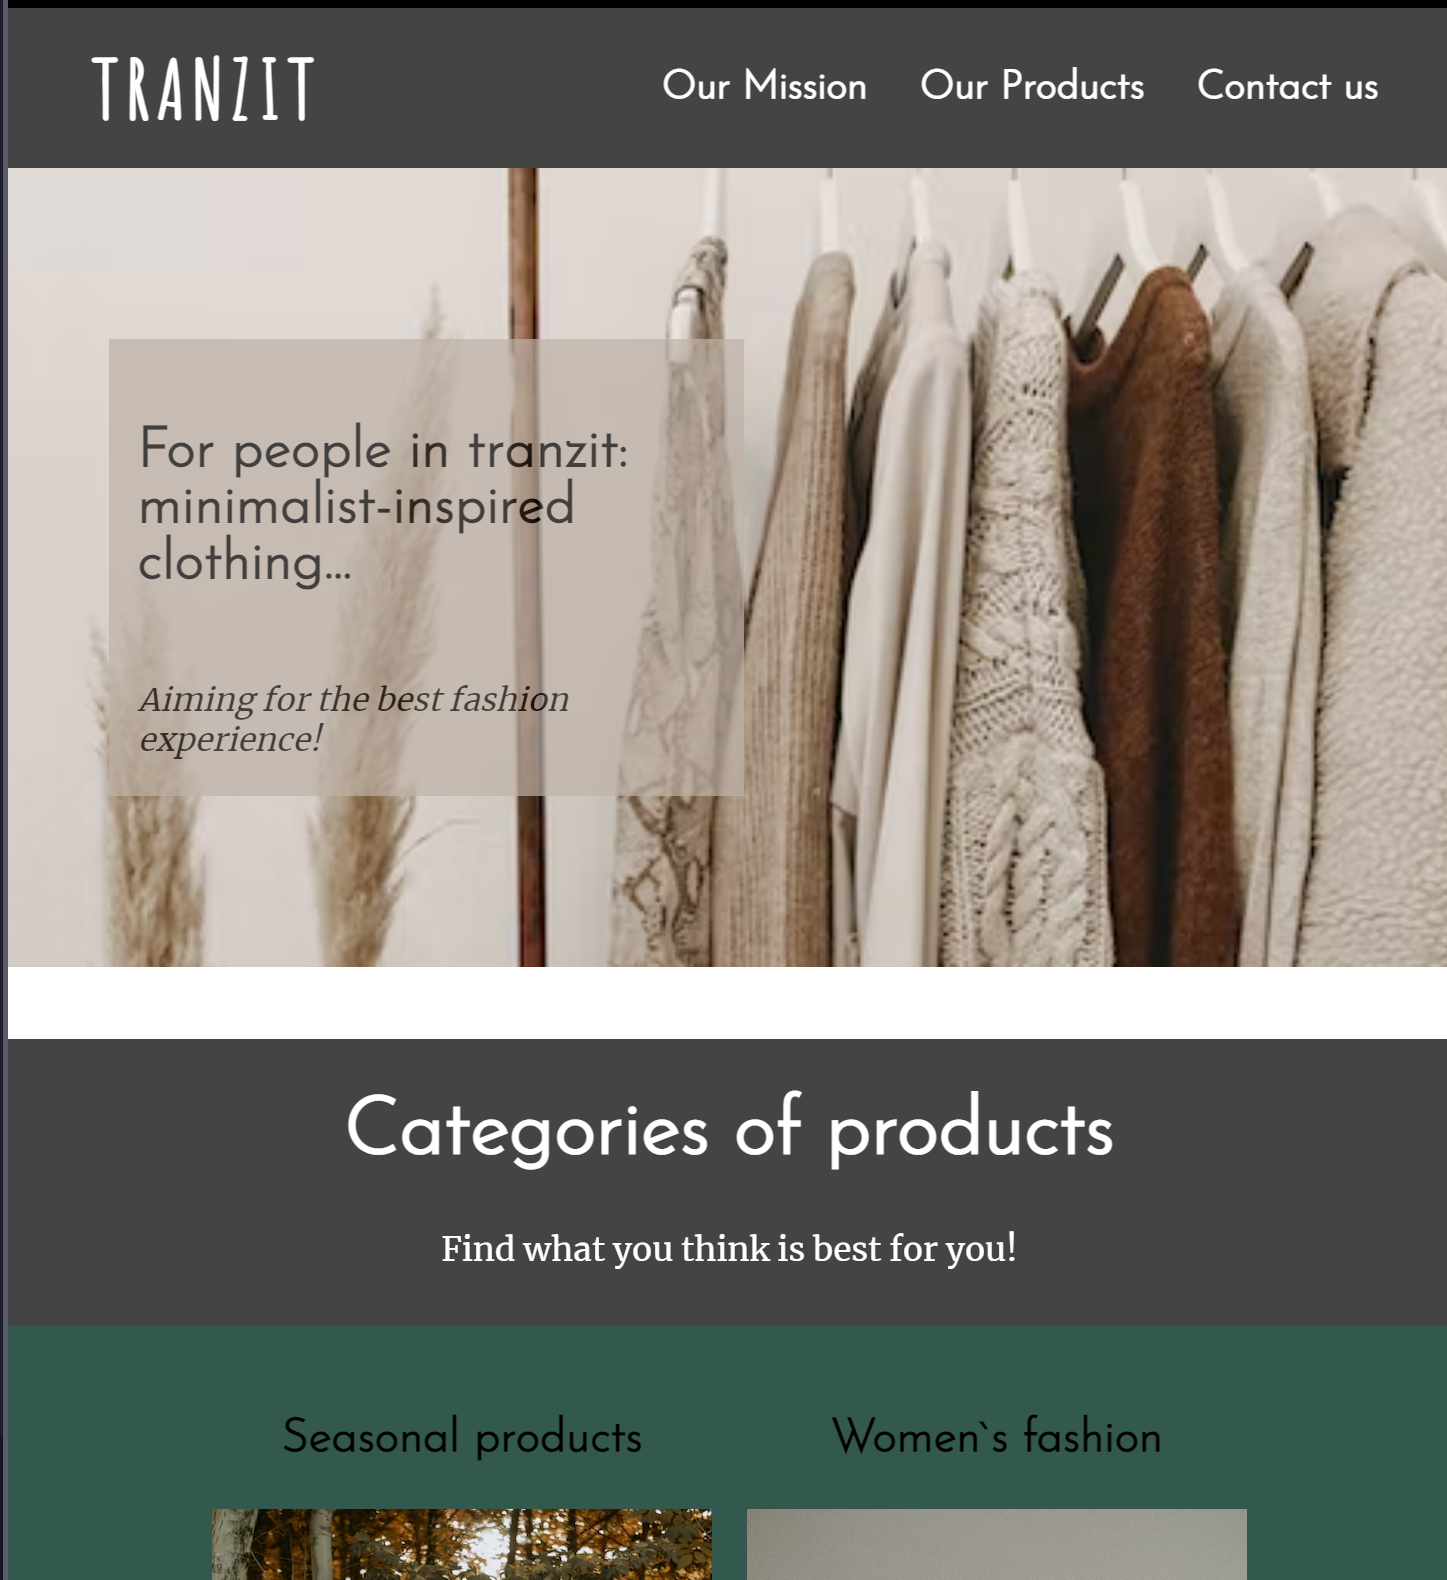 TRANZIT
Our Mission Our Products Contact us
For people in tranzit:
minimalist-inspired
clothing...
Aiming for the best fashion
experience!
Categories of products
Find what you think is best for you!
Seasonal products
Women`s fashion